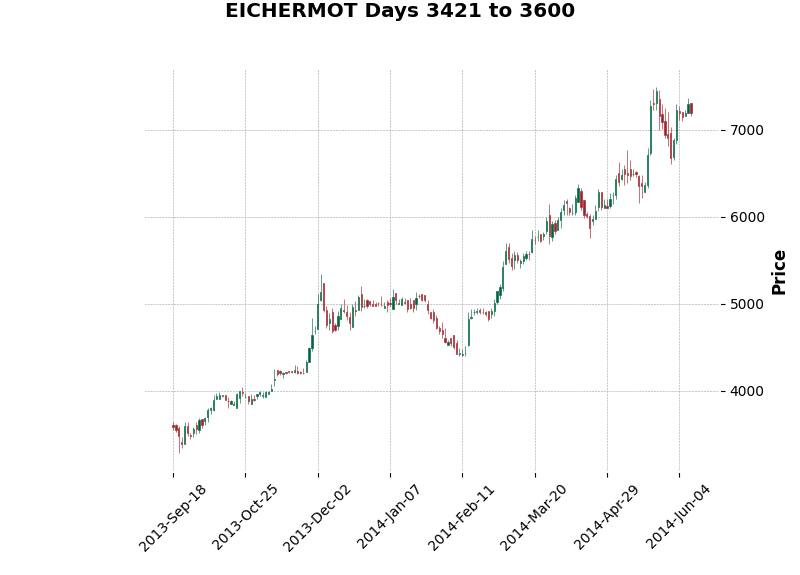 EICHERMOT Days 3421 to 3600
7000
6000
5000
4000
Price
2013-Sep-18
2013-Oct-25
2013-Dec-02
2014-Jan-07
2014-Feb-11
2014-Mar-20
2014-Apr-29
2014-Jun-04